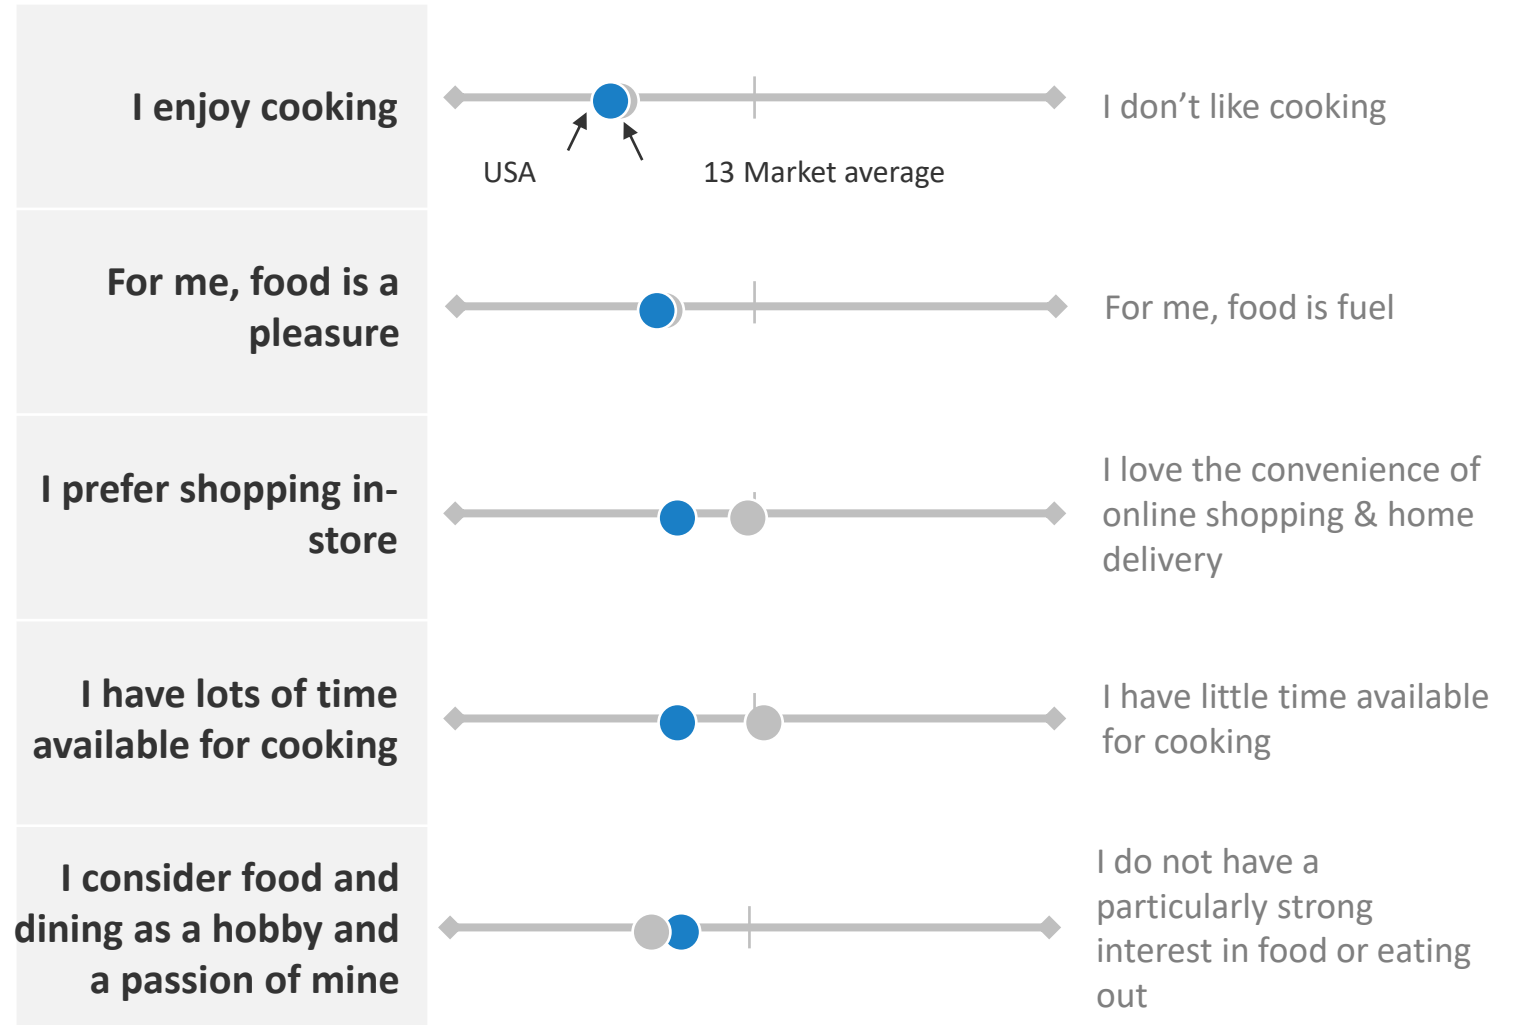 I enjoy cooking
I don’t like cooking
USA
13 Market average
For me, food is a
pleasure
For me, food is fuel
I prefer shopping in-
store
I love the convenience of
online shopping & home
delivery
I have lots of time
available for cooking
I have little time available
for cooking
I consider food and
dining as a hobby and
a passion of mine
I do not have a
particularly strong
interest in food or eating
out